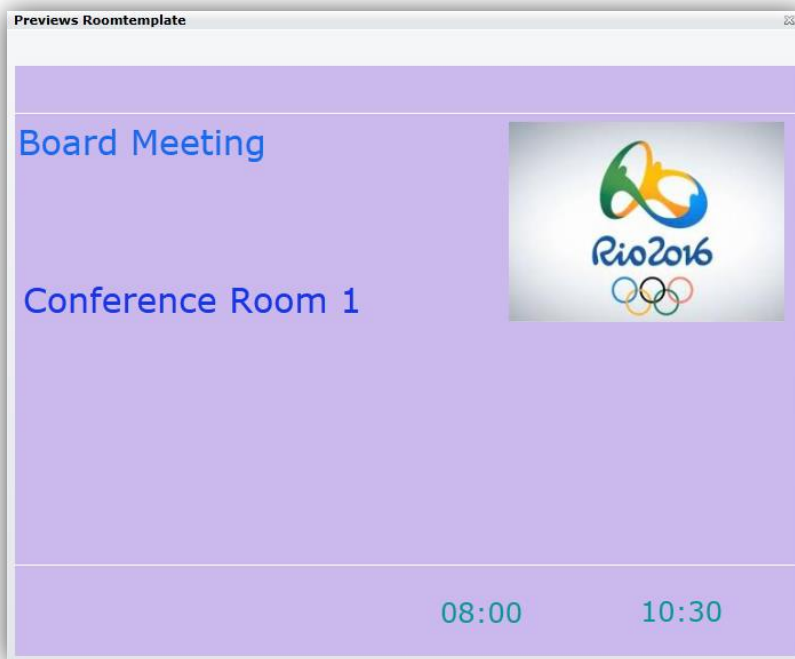 Previews Roomtemplate
Board Meeting
Rio2016
Conference Room 1
08:00 10:30